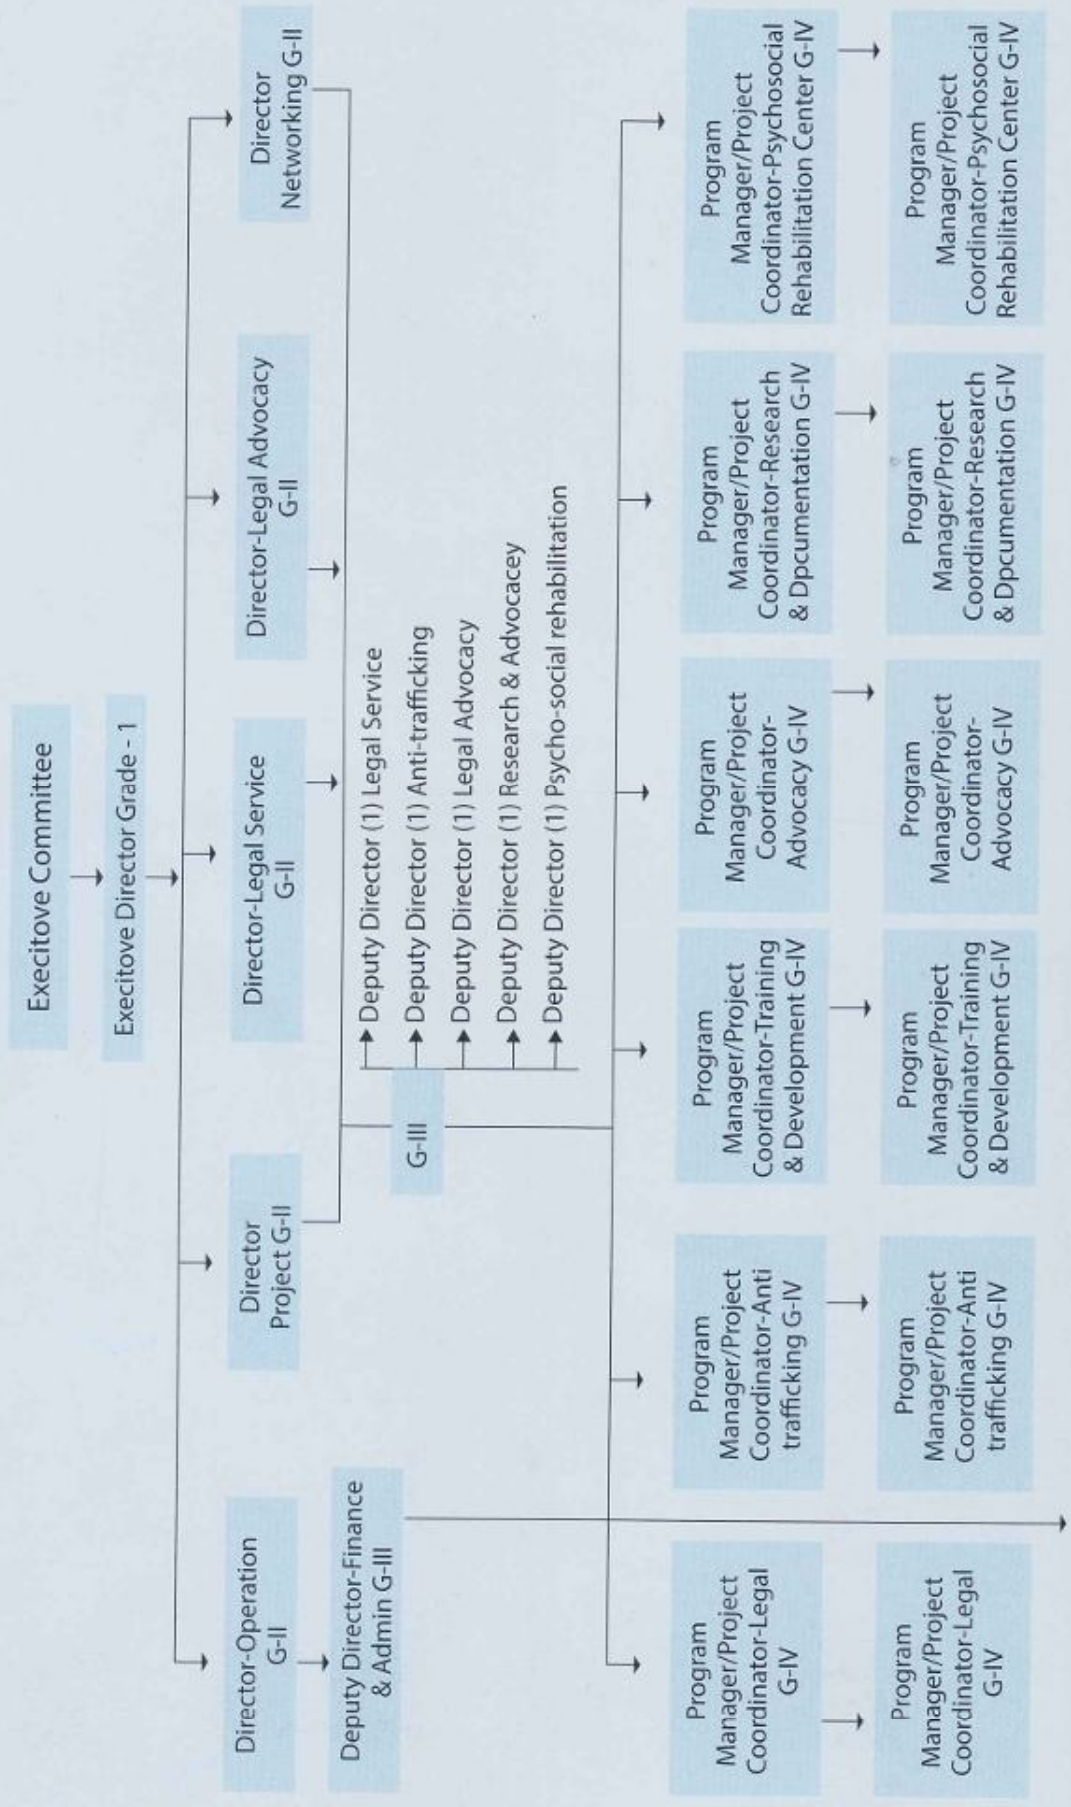 Execitove Committee
Execitove Director Grade - 1
Director-Operation
G-II
Director
Project G-II
Director-Legal Service
G-II
Director-Legal Advocacy
G-II
Director
Networking G-II
Deputy Director-Finance
& Admin G-III
G-III
Deputy Director (1) Legal Service
Deputy Director (1) Anti-trafficking
Deputy Director (1) Legal Advocacy
Deputy Director (1) Research & Advocacey
Deputy Director (1) Psycho-social rehabilitation
Program
Manager/Project
Coordinator-Legal
G-IV
Program
Manager/Project
Coordinator-Anti
trafficking G-IV
Program
Manager/Project
Coordinator-Training
& Development G-IV
Program
Manager/Project
Coordinator-
Advocacy G-IV
Program
Manager/Project
Coordinator-Research
& Dpcumentation G-IV
Program
Manager/Project
Coordinator-Psychosocial
Rehabilitation Center G-IV
Program
Manager/Project
Coordinator-Legal
G-IV
Program
Manager/Project
Coordinator-Anti
trafficking G-IV
Program
Manager/Project
Coordinator-Training
& Development G-IV
Program
Manager/Project
Coordinator-
Advocacy G-IV
Program
Manager/Project
Coordinator-Research
& Dpcumentation G-IV
Program
Manager/Project
Coordinator-Psychosocial
Rehabilitation Center G-IV